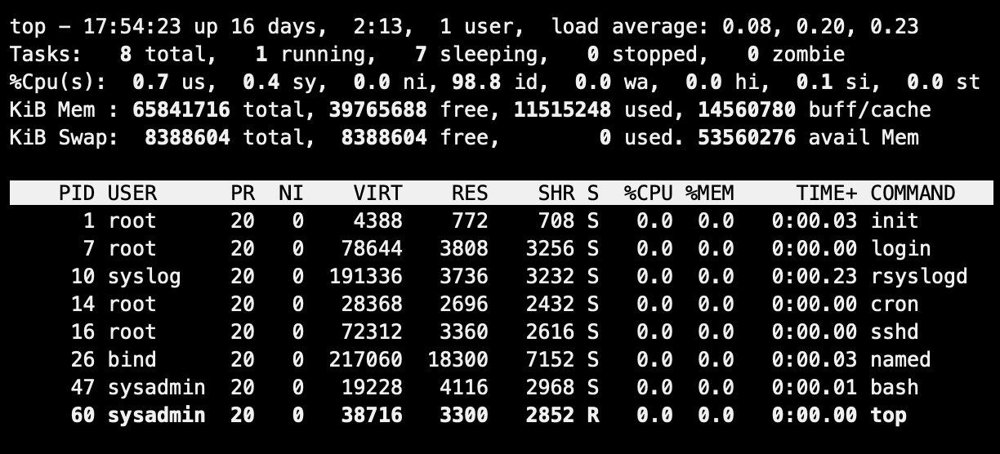 top - 17:54:23 up 16 days,  2:13,  1 user,  load average: 0.08, 0.20, 0.23
Tasks:   8 total,   1 running,   7 sleeping,   0 stopped,   0 zombie
%Cpu(s):  0.7 us,  0.4 sy,  0.0 ni, 98.8 id,  0.0 wa,  0.0 hi,  0.1 si,  0.0 st
KiB Mem : 65841716 total, 39765688 free, 11515248 used, 14560780 buff/cache
KiB Swap:  8388604 total,  8388604 free,        0 used. 53560276 avail Mem

    PID USER      PR  NI    VIRT    RES    SHR S  %CPU %MEM     TIME+ COMMAND
      1 root      20   0    4388    772    708 S   0.0  0.0   0:00.03 init
      7 root      20   0   78644   3808   3256 S   0.0  0.0   0:00.00 login
     10 syslog    20   0  191336   3736   3232 S   0.0  0.0   0:00.23 rsyslogd
     14 root      20   0   28368   2696   2432 S   0.0  0.0   0:00.00 cron
     16 root      20   0   72312   3360   2616 S   0.0  0.0   0:00.00 sshd
     26 bind      20   0  217060  18300   7152 S   0.0  0.0   0:00.03 named
     47 sysadmin  20   0   19228   4116   2968 S   0.0  0.0   0:00.01 bash
     60 sysadmin  20   0   38716   3300   2852 R   0.0  0.0   0:00.00 top